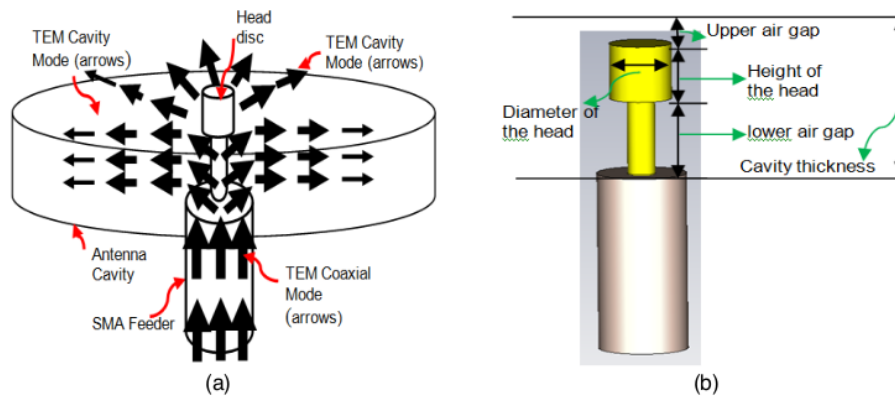 TEM Cavity
Mode (arrows)
Head
disc
TEM Cavity
Mode (arrows)
Antenna
Cavity
SMA Feeder
TEM Coaxial
Mode
(arrows)
(a)
Upper air gap
Height of
the head
Diameter of
the head
lower air gap
Cavity thickness
(b)